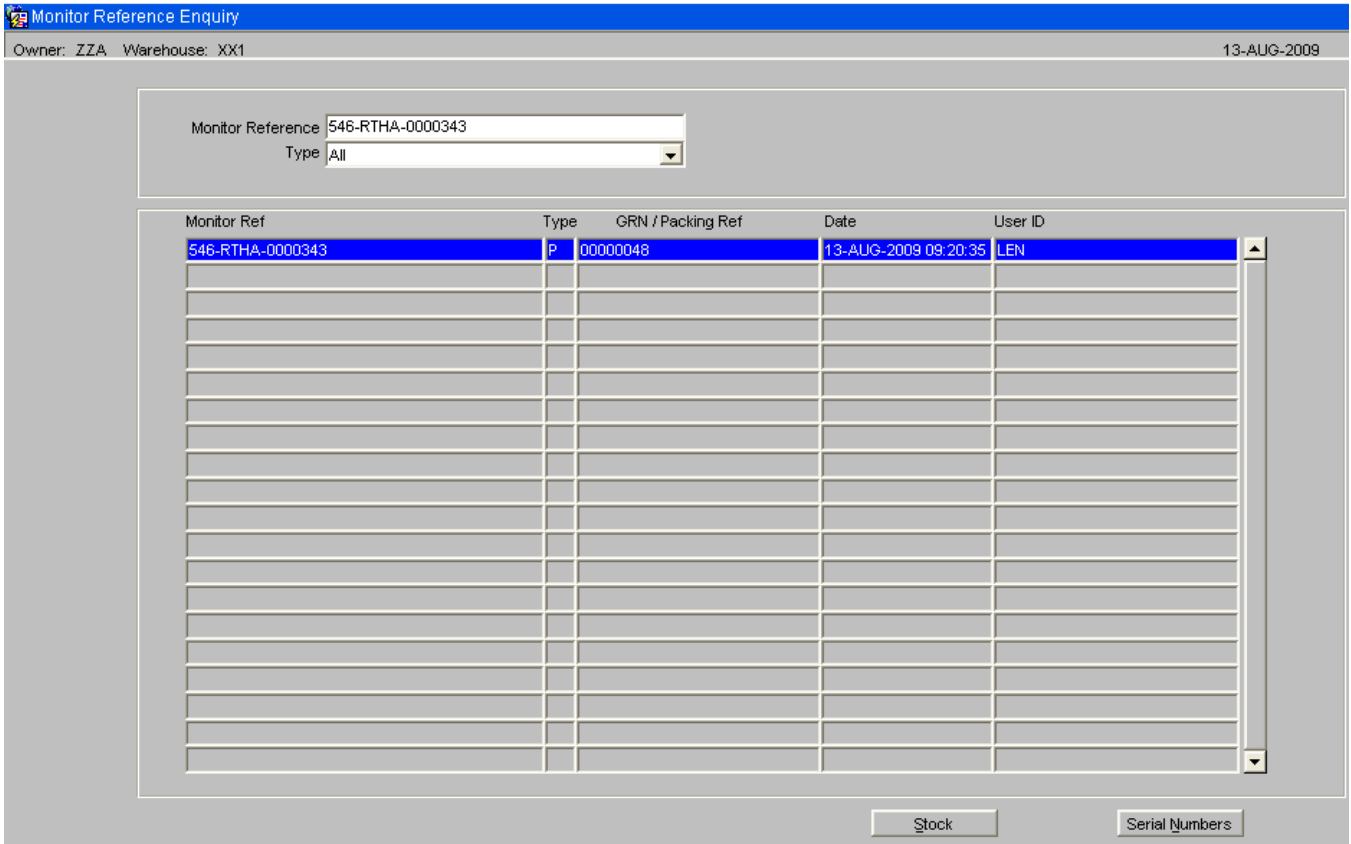 Monitor Reference Enquiry
Owner: ZZA Warehouse: XX1 13-AUG-2009
Monitor Reference 546-RTHA-0000343
Type All
Monitor Ref Type GRN / Packing Ref Date User ID
546-RTHA-0000343 P 00000048 13-AUG-2009 09:20:35 LEN
Stock Serial Numbers